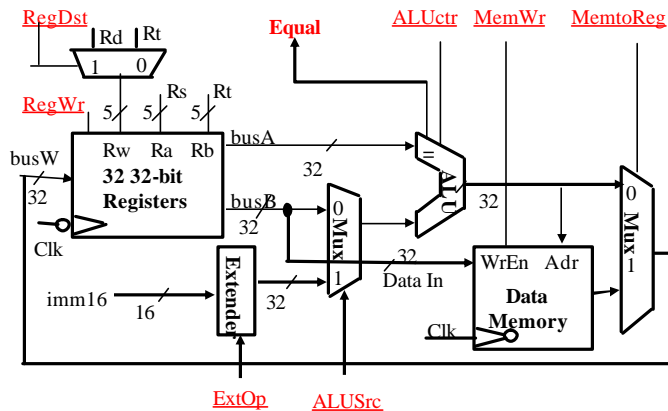 RegDst
Rd Rt
Equal
ALUctr
MemWr
MemtoReg
1 0
RegWr
5 5 5
Rs Rt
busW
32
Rw Ra Rb
32 32-bit
Registers
Clk
busA
32
busB
32
0
Mux
1
=
ALU
32
32
Data In
WrEn Adr
Data
Memory
Clk
0
Mux
1
imm16
16
Extender
32
ExtOp
ALUSrc